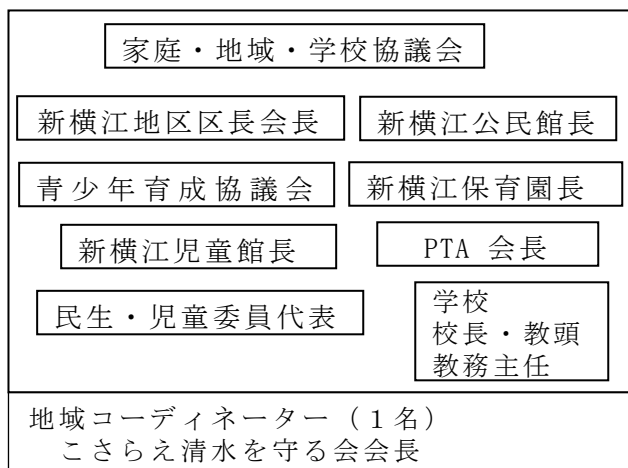 家庭・地域・学校協議会
新横江地区区長会長
新横江公民館長
青少年育成協議会
新横江保育園長
新横江児童館長
PTA 会長
民生・児童委員代表
学校
校長・教頭
教務主任
地域コーディネーター（１名）
こさらえ清水を守る会会長